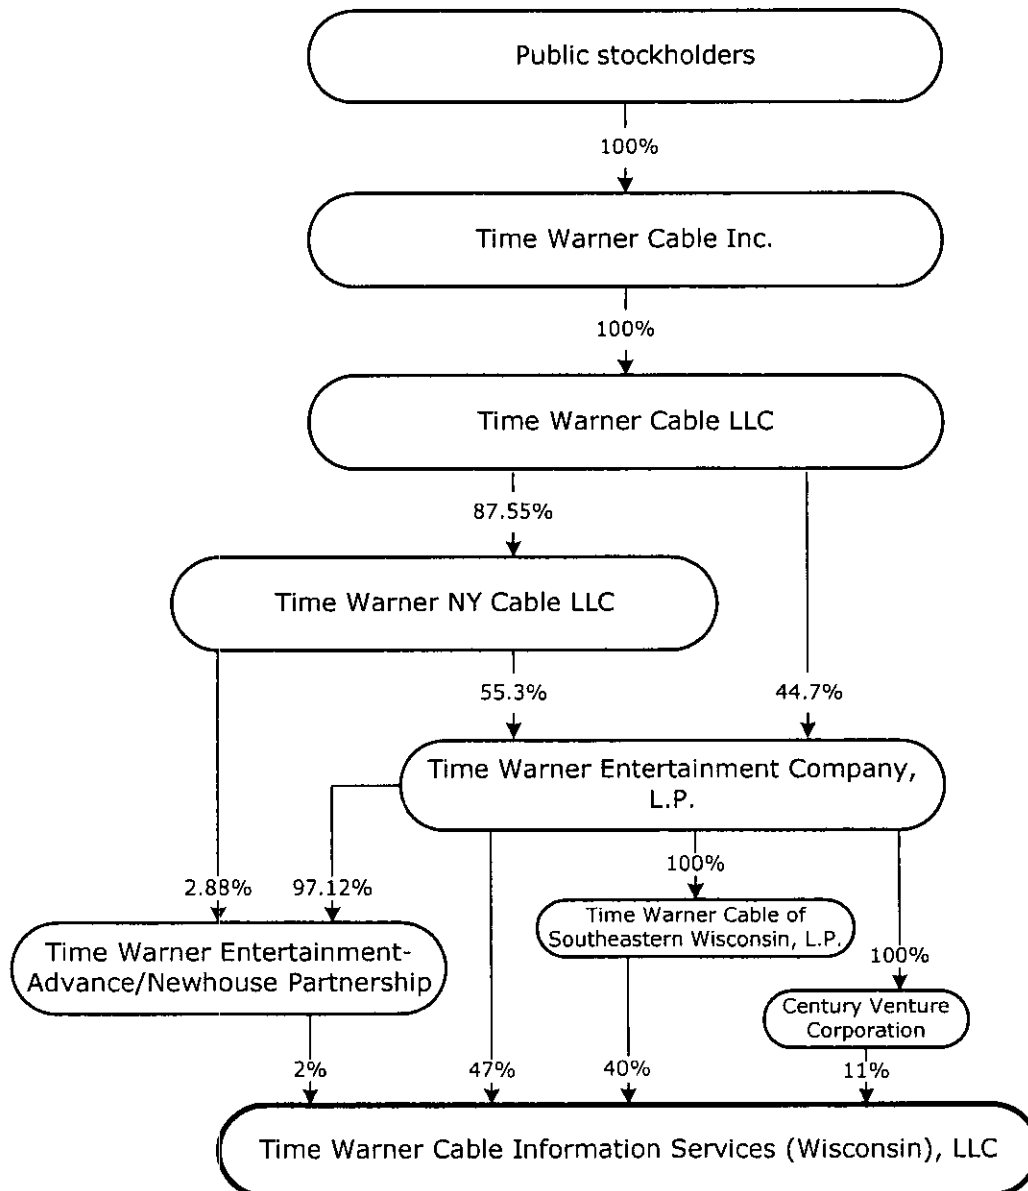 Public stockholders
100%
Time Warner Cable Inc.
100%
Time Warner Cable LLC
87.55%
Time Warner NY Cable LLC
55.3%
44.7%
Time Warner Entertainment Company,
L.P.
100%
2.88%
97.12%
Time Warner Cable of
Southeastern Wisconsin, L.P.
Time Warner Entertainment-
Advance/Newhouse Partnership
100%
Century Venture
Corporation
2%
47%
40%
11%
Time Warner Cable Information Services (Wisconsin), LLC